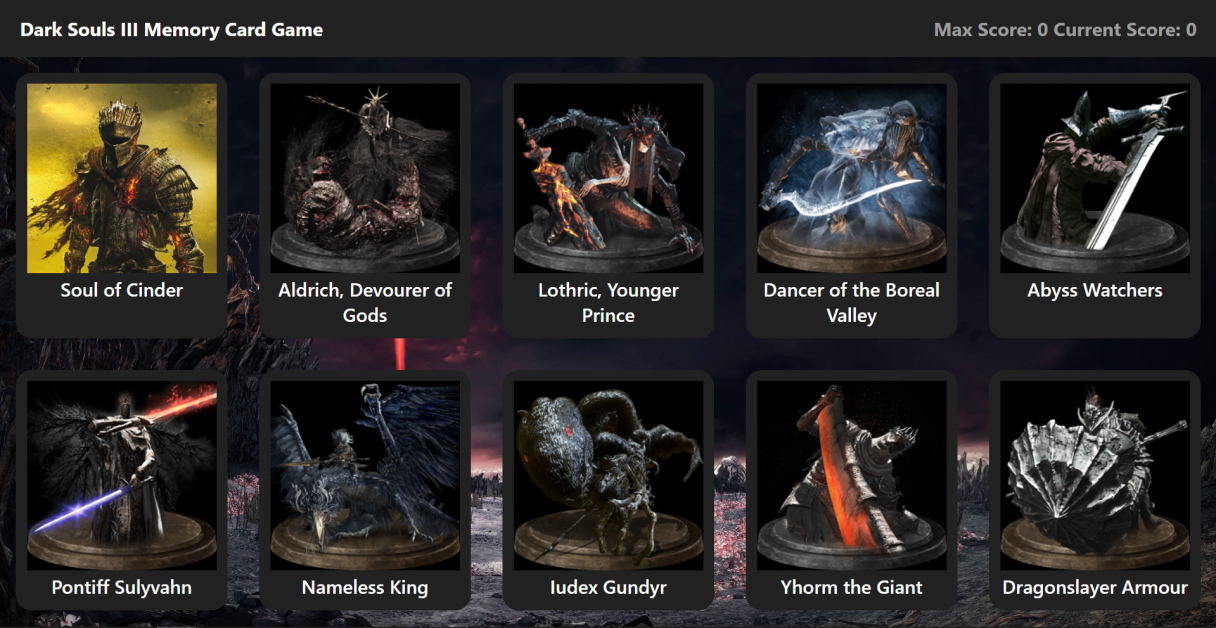 Dark Souls III Memory Card Game
Max Score: 0 Current Score: 0
Soul of Cinder
Aldrich, Devourer of
Gods
Lothric, Younger
Prince
Dancer of the Boreal
Valley
Abyss Watchers
Pontiff Sulyvahn
Nameless King
Iudex Gundyr
Yhorm the Giant
Dragonslayer Armour